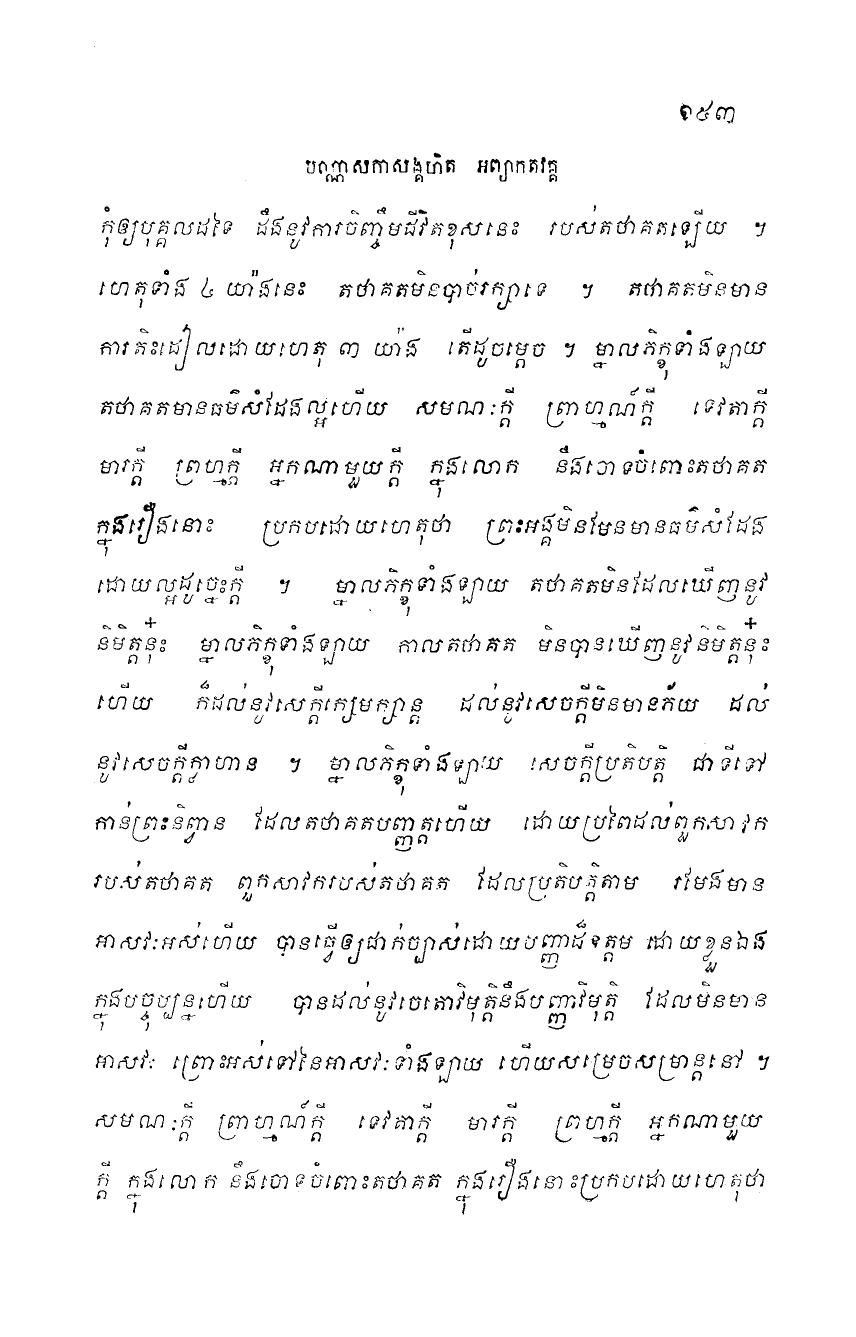 ១៥៣
បណ្ណាសកាសង្គហិត អព្យាកតវគ្គ
កុំឲ្យបុគ្គលដទៃ ដឹងនូវការចិញ្ចឹមជីវិតខុសនេះ របស់តថាគតឡើយ ។
ហេតុទាំង ៤ យ៉ាងនេះ តថាគតមិនបាច់រក្សាទេ ។ តថាគតមិនមាន
ការតិះដៀលដោយហេតុ ៣ យ៉ាង តើដូចម្តេច ។ ម្នាលភិក្ខុទាំងឡាយ
តថាគតមានធម៌សំដែងល្អហើយ សមណៈក្តី ព្រាហ្មណ៍ក្តី ទេវតាក្តី
មារក្តី ព្រហ្មក្តី អ្នកណាមួយក្តី ក្នុងលោក នឹងចោទចំពោះតថាគត
ក្នុងរឿងនោះ ប្រកបដោយហេតុថា ព្រះអង្គមិនមែនមានធម៌សំដែង
ដោយល្អដូច្នេះក្តី ។ ម្នាលភិក្ខុទាំងឡាយ តថាគតមិនដែលឃើញនូវ
និមិត្តនុ៎ះ ម្នាលភិក្ខុទាំងឡាយ កាលតថាគត មិនបានឃើញនូវនិមិត្តនុ៎ះ
ហើយ ក៏ដល់នូវសេក្តីក្សេមក្សាន្ត ដល់នូវសេចក្តីមិនមានភ័យ ដល់
នូវសេចក្តីក្លាហាន ។ ម្នាលភិក្ខុទាំងឡាយ សេចក្តីប្រតិបត្តិ ជាទីទៅ
កាន់ព្រះនិព្វាន ដែលតថាគតបញ្ញត្តហើយ ដោយប្រពៃដល់ពួកសាវក
របស់តថាគត ពួកសាវករបស់តថាគត ដែលប្រតិបត្តិតាម រមែងមាន
អាសវៈអស់ហើយ បានធ្វើឲ្យជាក់ច្បាស់ដោយបញ្ញាដ៏ឧត្តម ដោយខ្លួនឯង
ក្នុងបច្ចុប្បន្នហើយ បានដល់នូវចេតោវិមុត្តិនឹងបញ្ញាវិមុត្តិ ដែលមិនមាន
អាសវៈ ព្រោះអស់ទៅនៃអាសវៈទាំងឡាយ ហើយសម្រេចសម្រាន្តនៅ ។
សមណៈក្តី ព្រាហ្មណ៍ក្តី ទេវតាក្តី មារក្តី ព្រហ្មក្តី អ្នកណាមួយ
ក្តី ក្នុងលោក នឹងចោទចំពោះតថាគត ក្នុងរឿងនោះប្រកបដោយហេតុថា